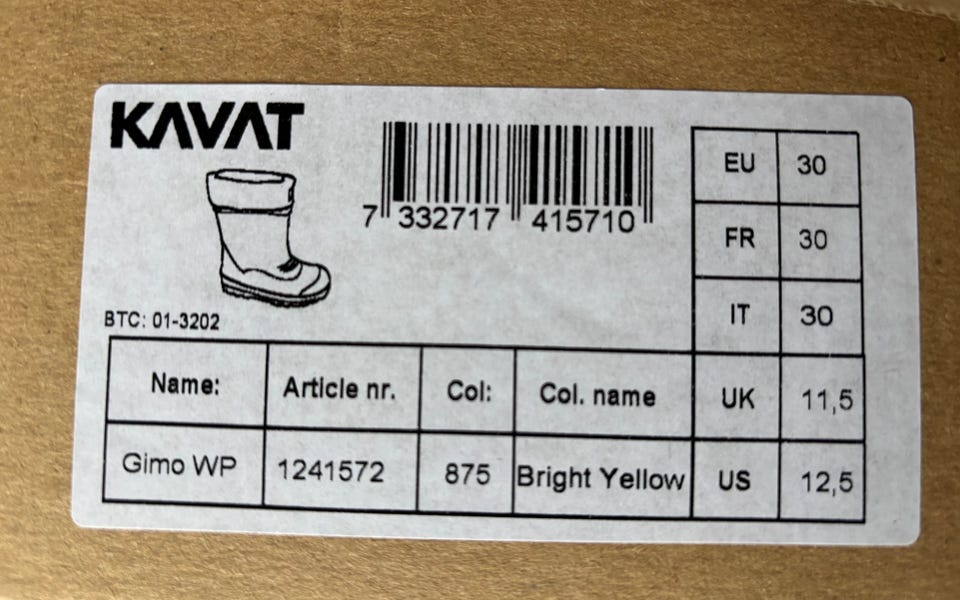 KAVAT
7 332717 415710
BTC: 01-3202
EU 30
FR 30
IT 30
UK 11,5
US 12,5
Name: Article nr. Col: Col. name
Gimo WP 1241572 875 Bright Yellow